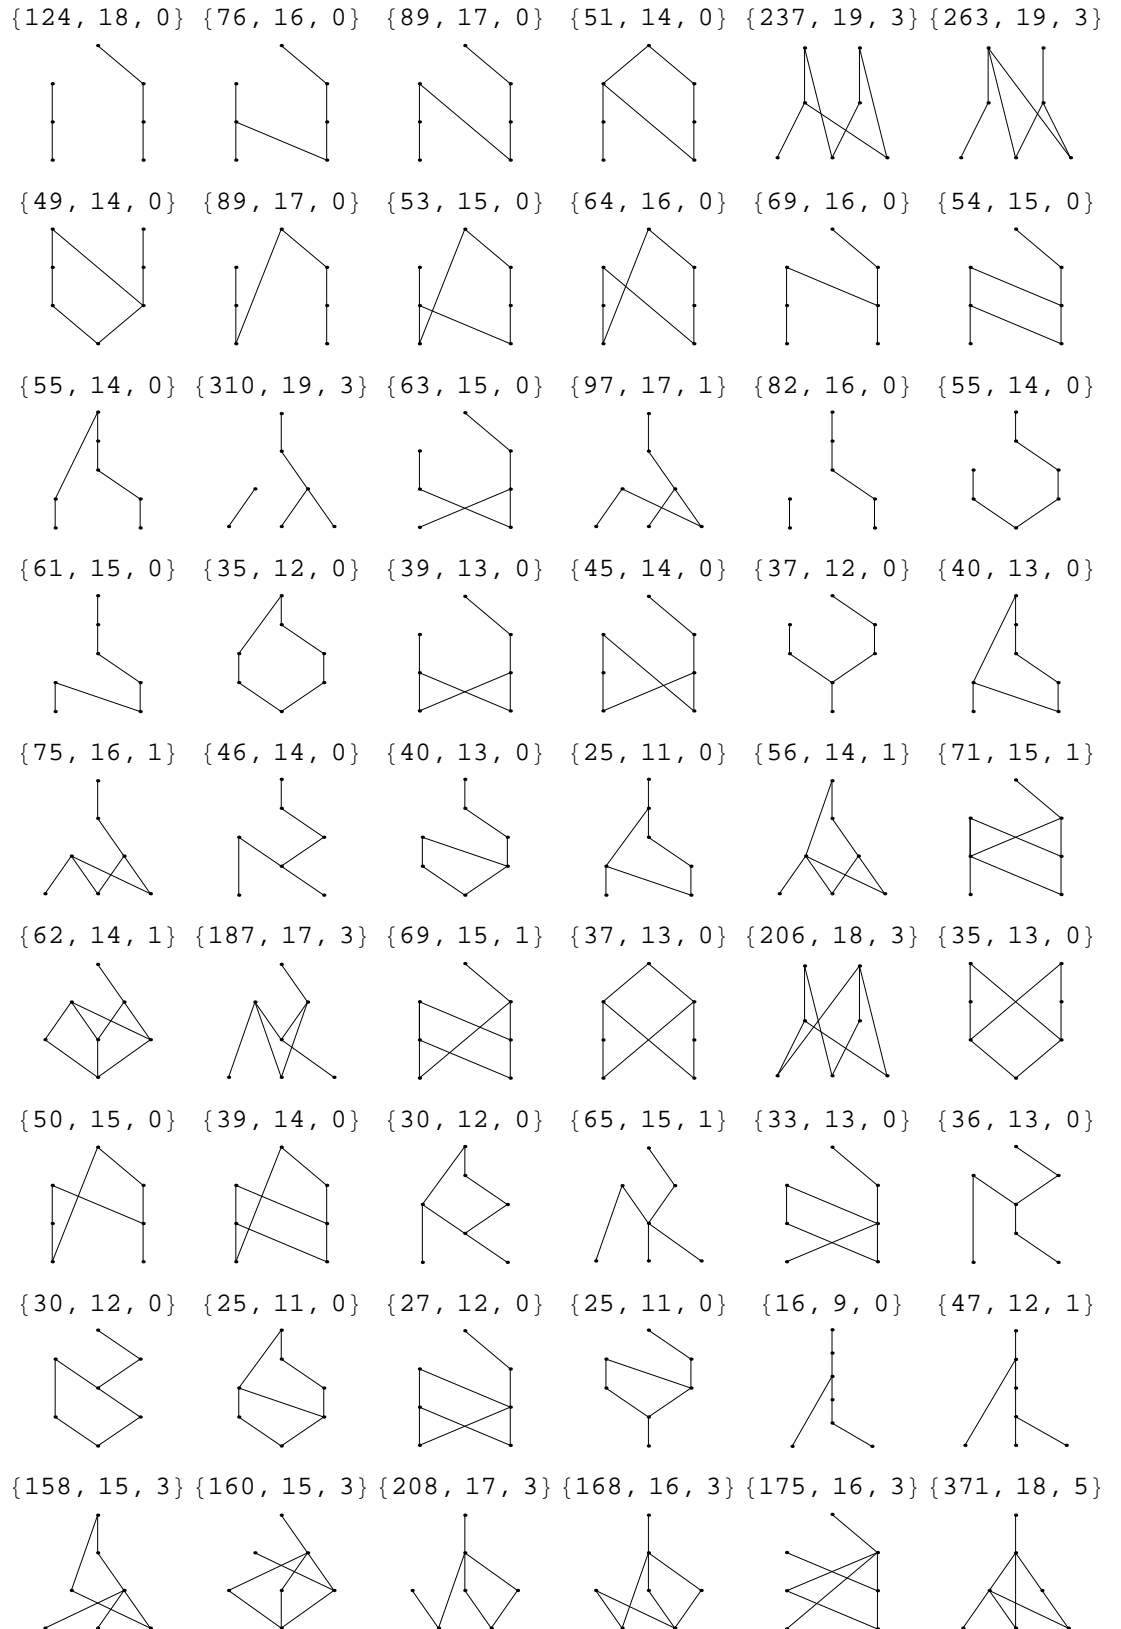 {124, 18, 0} {76, 16, 0} {89, 17, 0} {51, 14, 0} {237, 19, 3} {263, 19, 3}
{49, 14, 0} {89, 17, 0} {53, 15, 0} {64, 16, 0} {69, 16, 0} {54, 15, 0}
{55, 14, 0} {310, 19, 3} {63, 15, 0} {97, 17, 1} {82, 16, 0} {55, 14, 0}
{61, 15, 0} {35, 12, 0} {39, 13, 0} {45, 14, 0} {37, 12, 0} {40, 13, 0}
{75, 16, 1} {46, 14, 0} {40, 13, 0} {25, 11, 0} {56, 14, 1} {71, 15, 1}
{62, 14, 1} {187, 17, 3} {69, 15, 1} {37, 13, 0} {206, 18, 3} {35, 13, 0}
{50, 15, 0} {39, 14, 0} {30, 12, 0} {65, 15, 1} {33, 13, 0} {36, 13, 0}
{30, 12, 0} {25, 11, 0} {27, 12, 0} {25, 11, 0} {16, 9, 0} {47, 12, 1}
{158, 15, 3} {160, 15, 3} {208, 17, 3} {168, 16, 3} {175, 16, 3} {371, 18, 5}